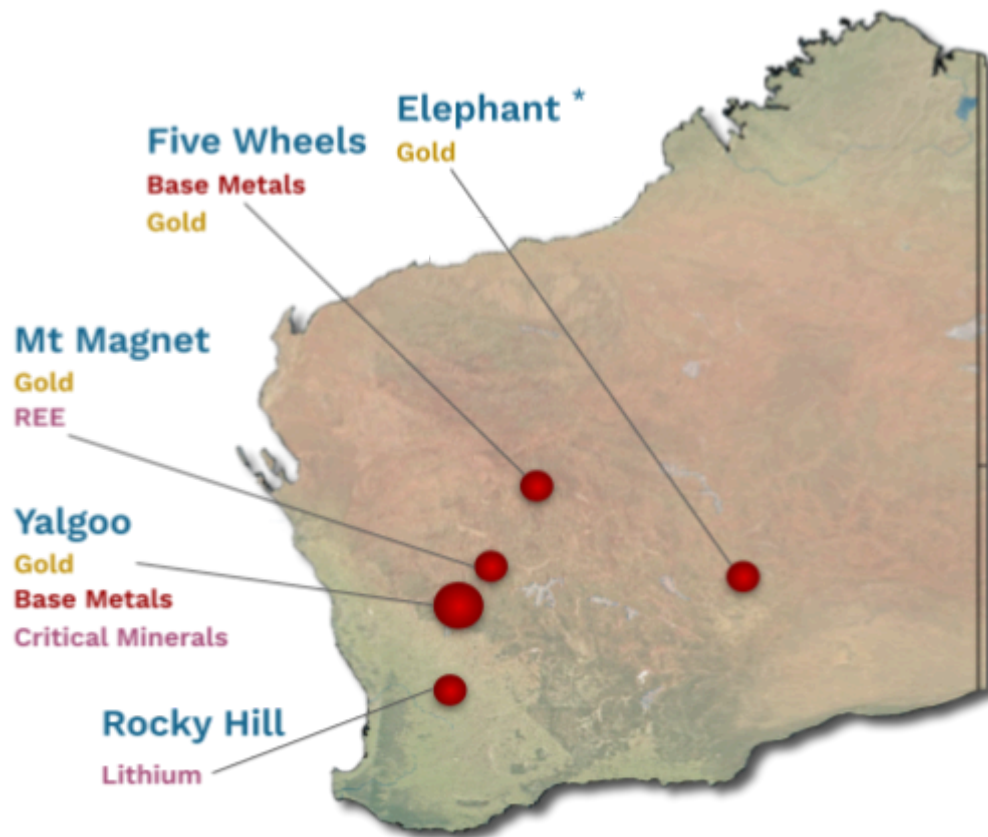 Elephant *
Gold
Five Wheels
Base Metals
Gold
Mt Magnet
Gold
REE
Yalgoo
Gold
Base Metals
Critical Minerals
Rocky Hill
Lithium